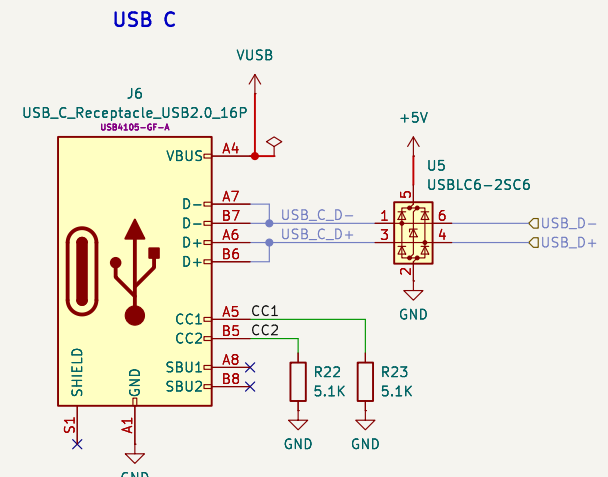 USB C
VUSB
J6
USB_C_Receptacle_USB2.0_16P
USB4105-GF-A
+5V
VBUS A4
U5
USBLC6-2SC6
D- A7
D- B7 USB_C_D- 1 5 6 USB_D-
D+ A6 USB_C_D+ 3 2 4 USB_D+
D+ B6
GND
CC1 A5 CC1
CC2 B5 CC2
SBU1 A8 R22 R23
SBU2 B8 5.1K 5.1K
SHIELD GND
S1 A1
GND GND
GND